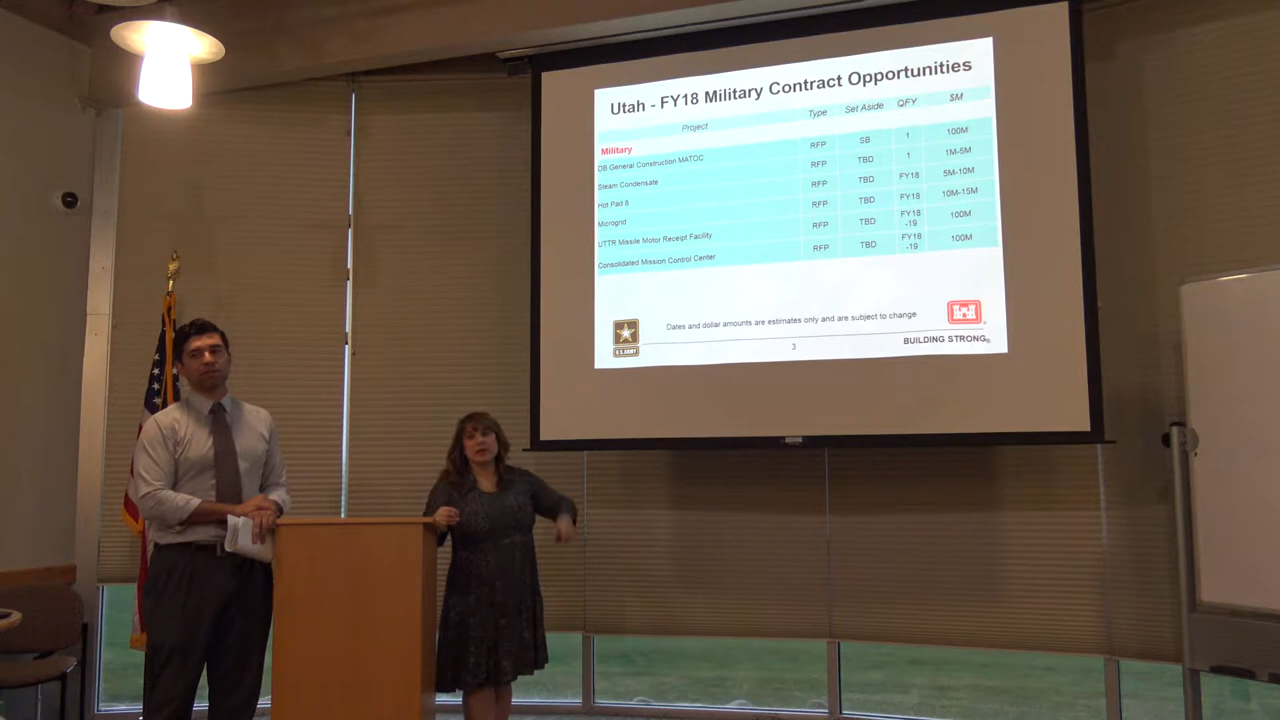 Utah - FY18 Military Contract Opportunities
Project Type Set Aside QFY $M
Military
DB General Construction MATOC RFP SB 1 100M
Steam Condensate RFP TBD 1 1M-5M
Hot Pad 8 RFP TBD FY18 5M-10M
Microgrid RFP TBD FY18 10M-15M
UTTR Missile Motor Receipt Facility RFP TBD FY18 -19 100M
Consolidated Mission Control Center RFP TBD FY18 -19 100M
Dates and dollar amounts are estimates only and are subject to change
U.S. ARMY
3
BUILDING STRONG®